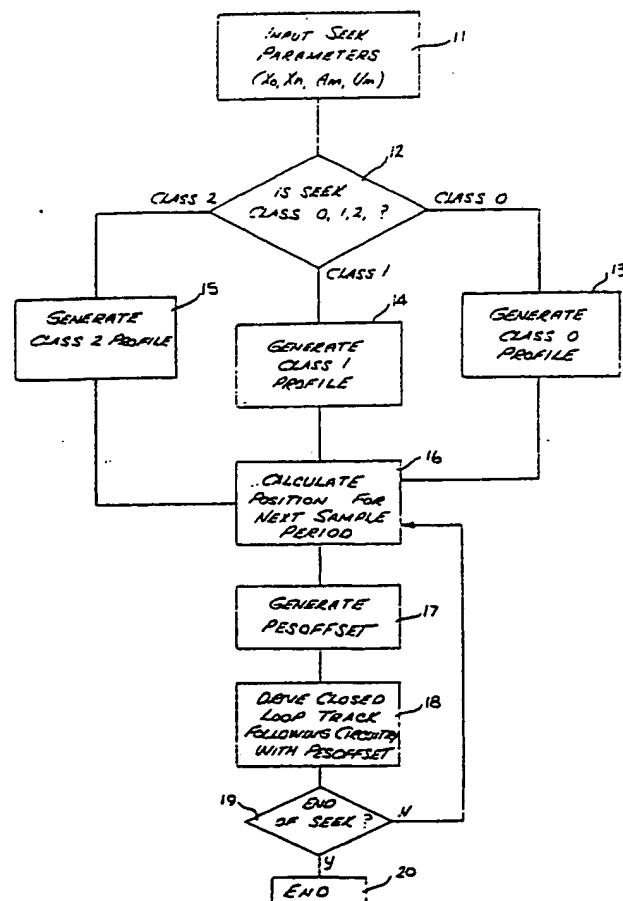 INPUT SEEK
PARAMETERS
(X0, Xn, Am, Um)
11
12
IS SEEK
CLASS 0, 1, 2, ?
CLASS 2
CLASS 0
CLASS 1
15
GENERATE
CLASS 2 PROFILE
14
GENERATE
CLASS 1
PROFILE
13
GENERATE
CLASS 0
PROFILE
16
CALCULATE
POSITION FOR
NEXT SAMPLE
PERIOD
GENERATE
PESOFFSET
17
DRIVE CLOSED
LOOP TRACK
FOLLOWING CIRCUITRY
WITH PESOFFSET
18
19
END
OF SEEK ?
N
Y
END
20